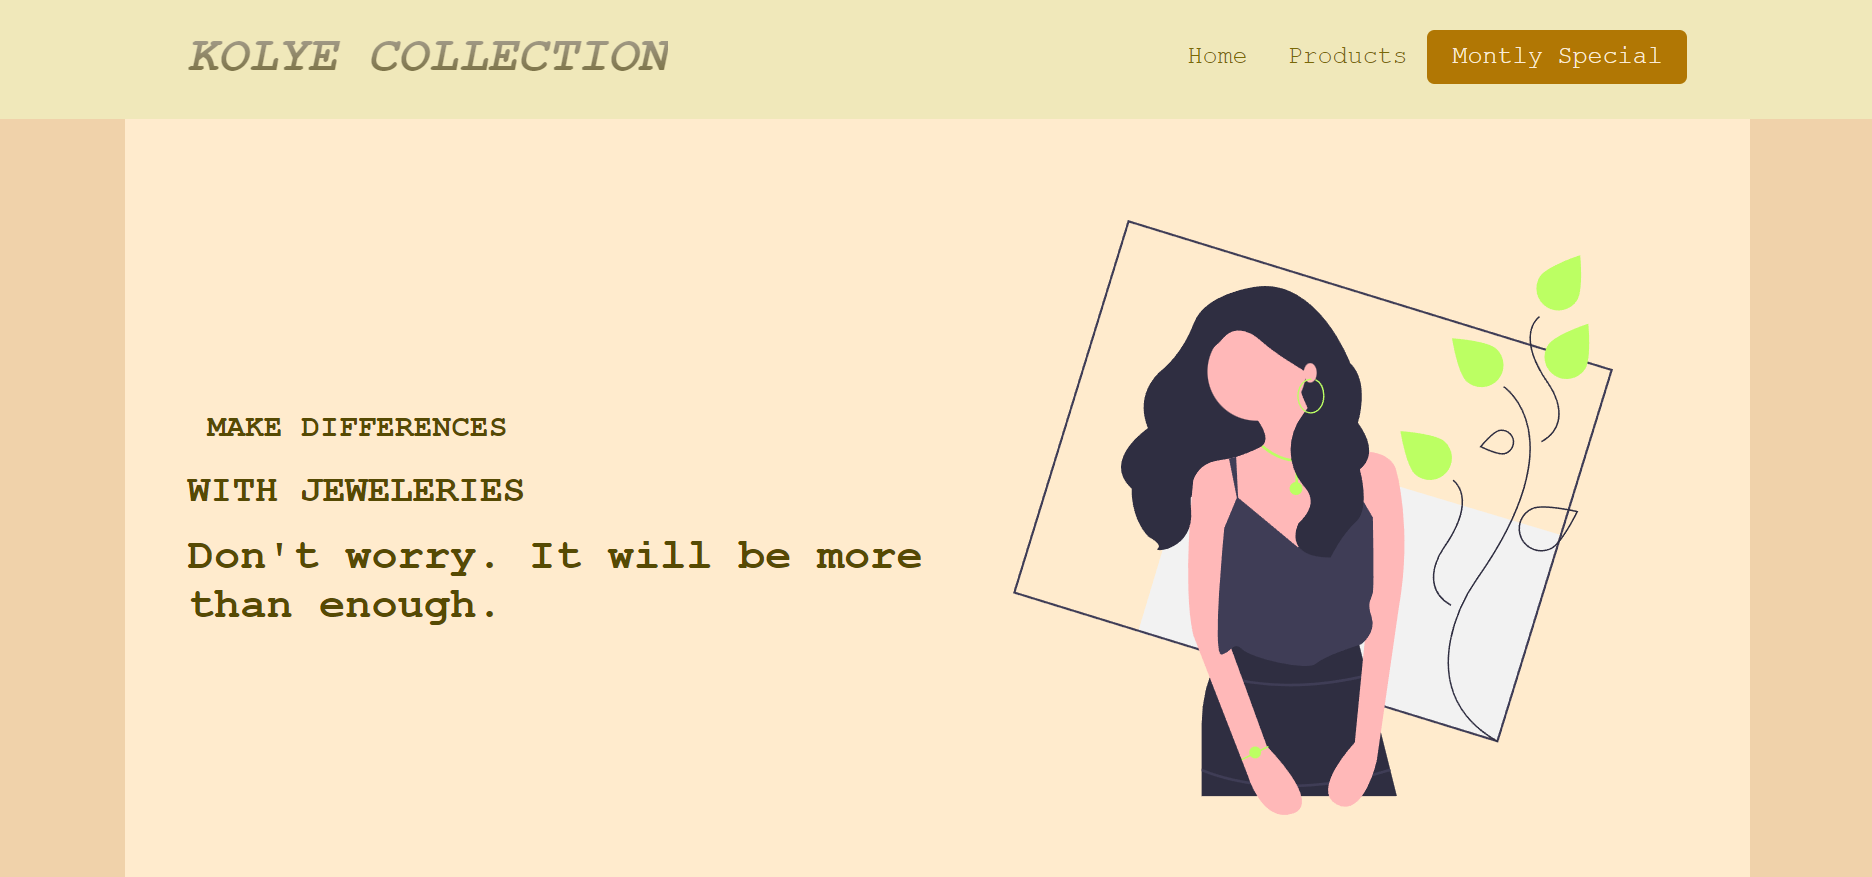 KOLYE COLLECTION
Home Products Montly Special
MAKE DIFFERENCES
WITH JEWELERIES
Don't worry. It will be more
than enough.